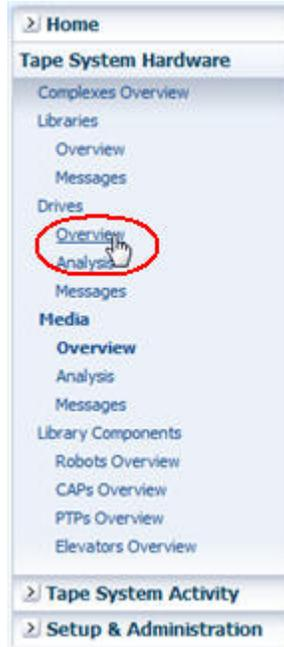 Home
Tape System Hardware
Complexes Overview
Libraries
Overview
Messages
Drives
Overview
Analysis
Messages
Media
Overview
Analysis
Messages
Library Components
Robots Overview
CAPs Overview
PTPs Overview
Elevators Overview
Tape System Activity
Setup & Administration